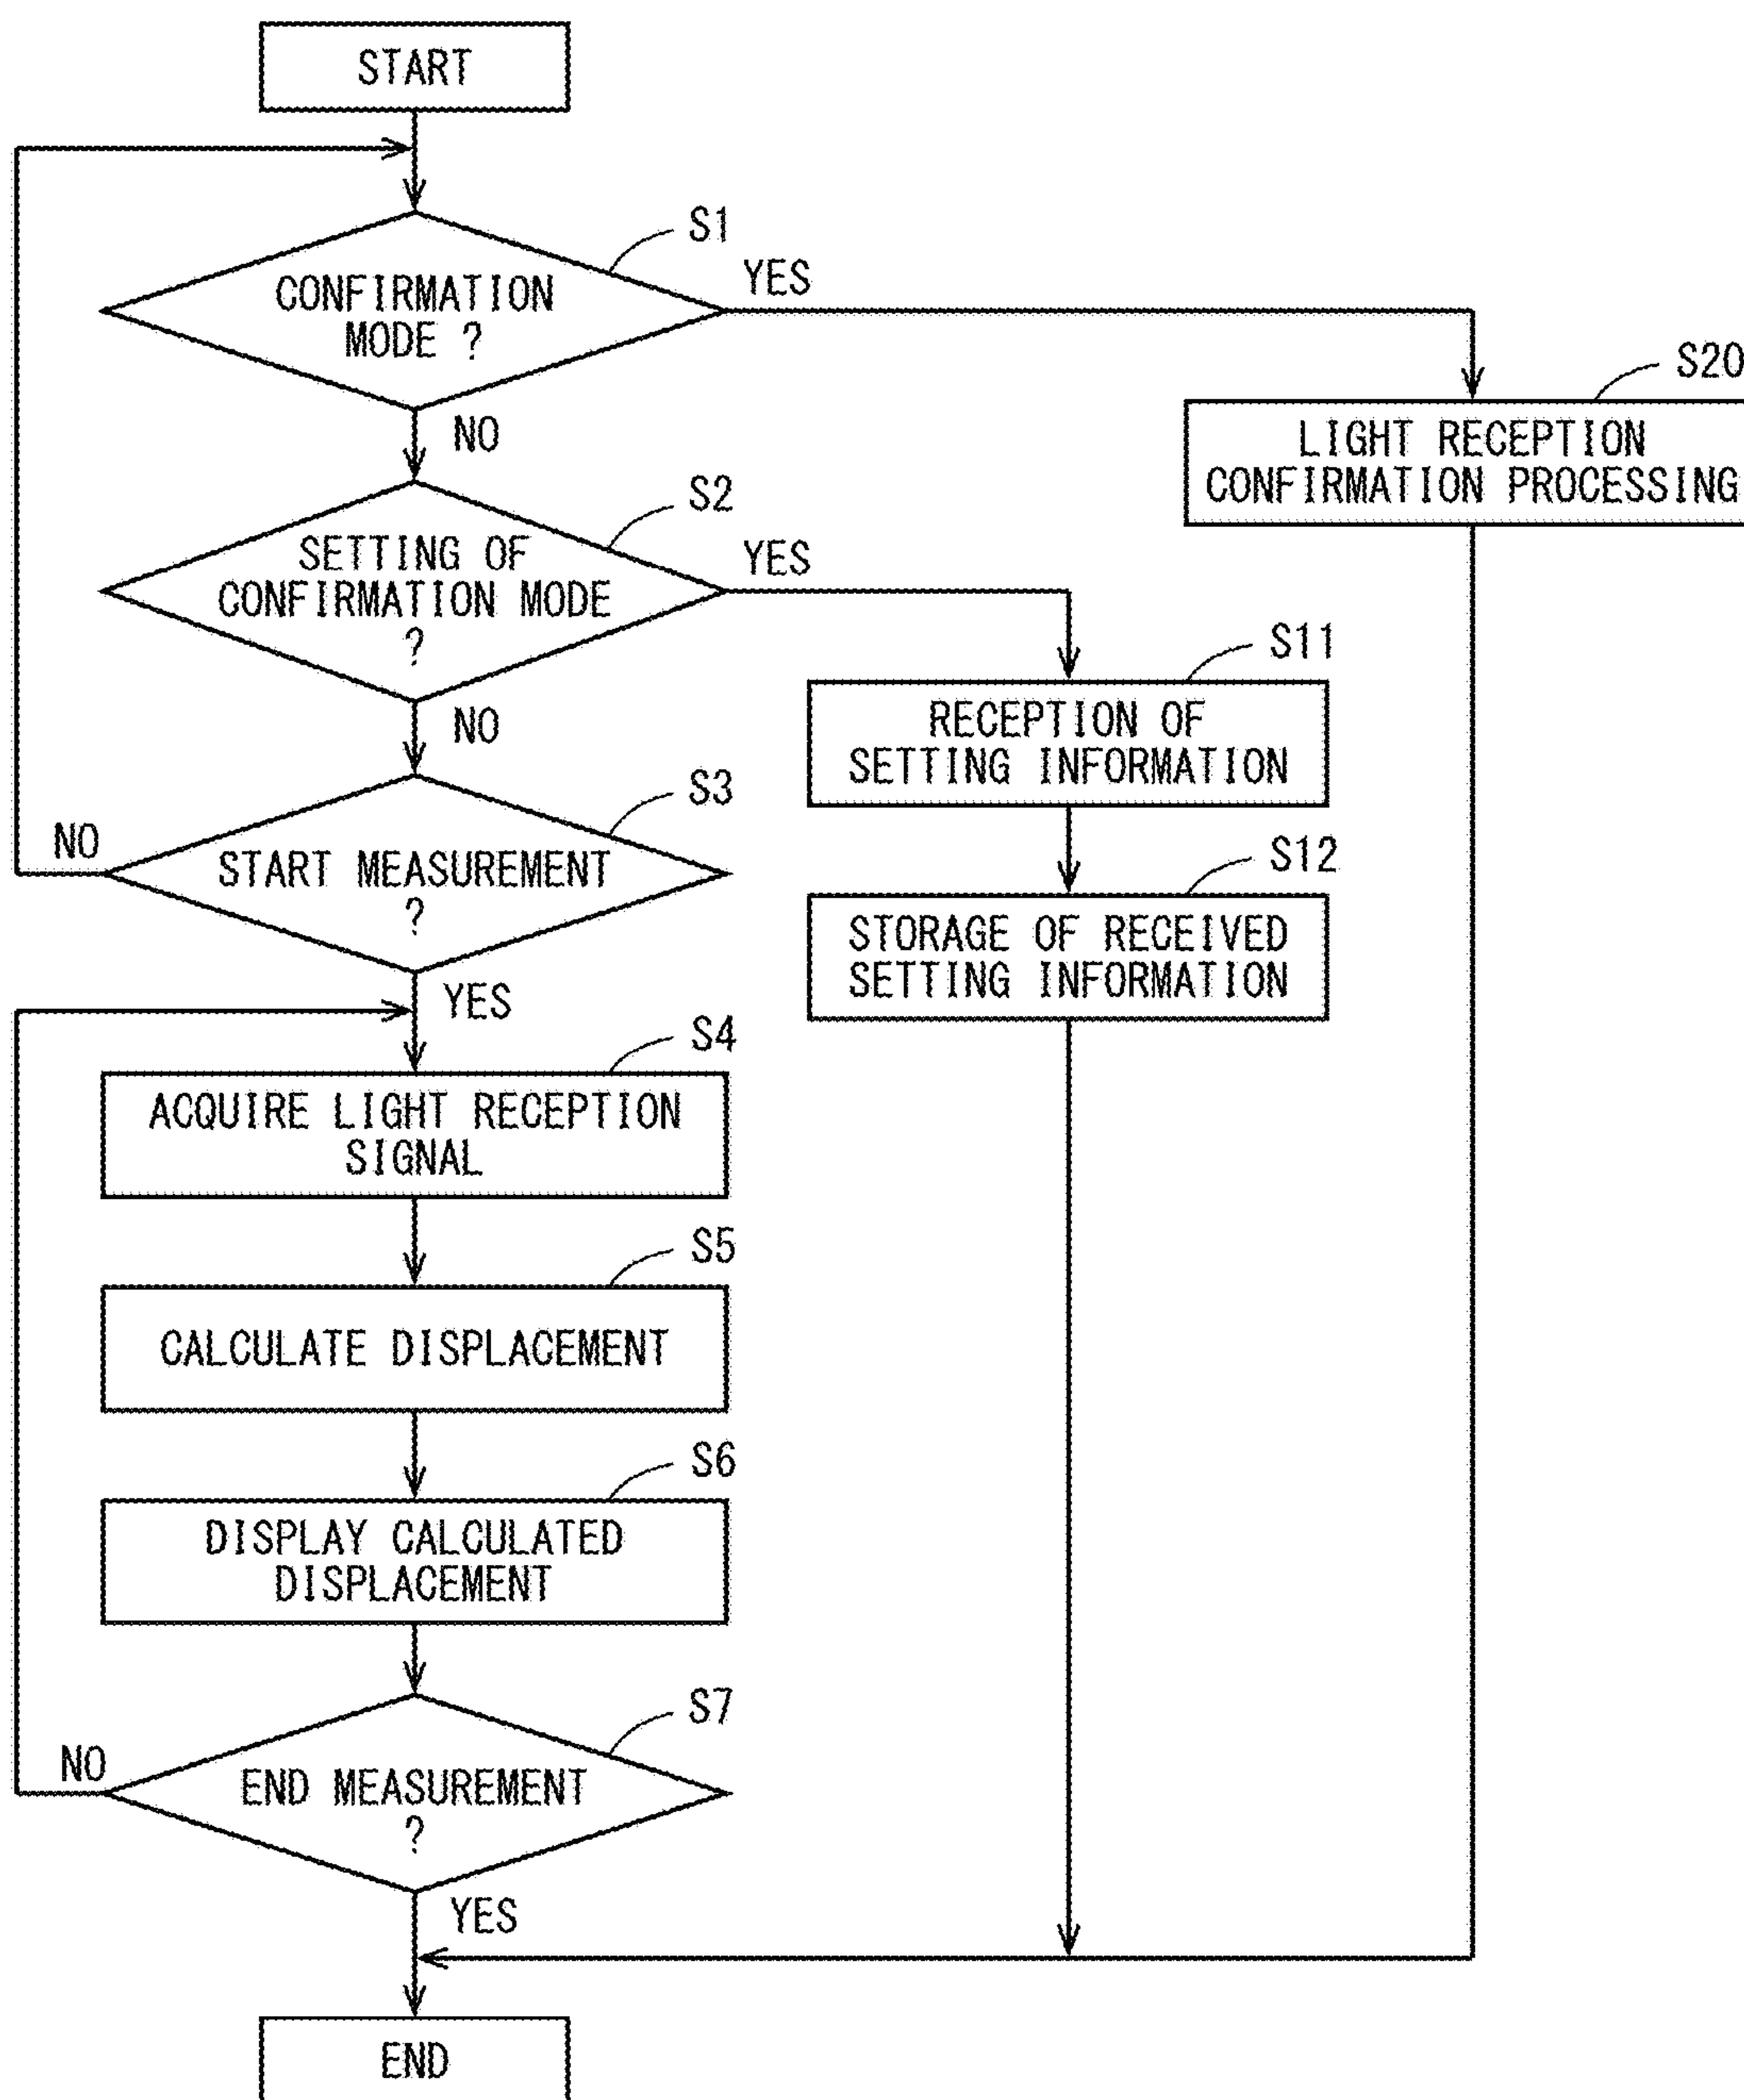 START
S1
CONFIRMATION
MODE ?
YES
NO
S20
LIGHT RECEPTION
CONFIRMATION PROCESSING
S2
SETTING OF
CONFIRMATION MODE
?
YES
NO
S11
RECEPTION OF
SETTING INFORMATION
S3
START MEASUREMENT
?
NO
YES
S12
STORAGE OF RECEIVED
SETTING INFORMATION
S4
ACQUIRE LIGHT RECEPTION
SIGNAL
S5
CALCULATE DISPLACEMENT
S6
DISPLAY CALCULATED
DISPLACEMENT
S7
END MEASUREMENT
?
NO
YES
END